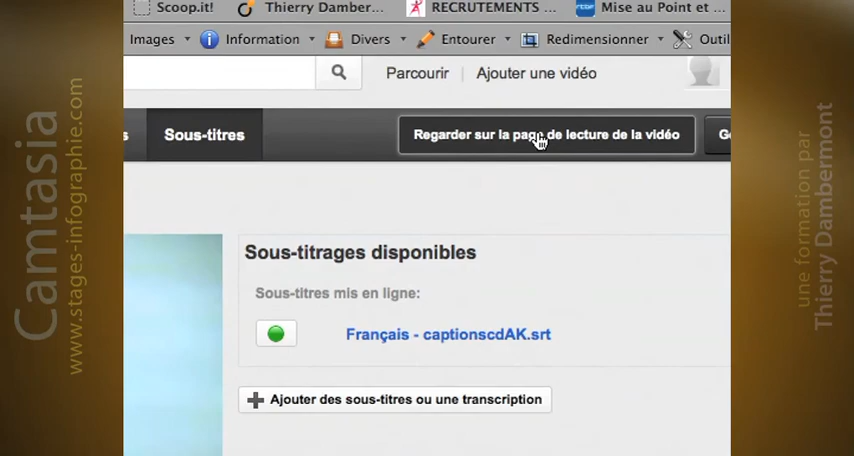 Scoop.it! Thierry Damber... RECRUTEMENTS ... Mise au Point et ...
Images Information Divers Entourer Redimensionner Outil
Parcourir Ajouter une vidéo
s Sous-titres Regarder sur la page de lecture de la vidéo G
Sous-titrages disponibles
Sous-titres mis en ligne:
Français - captionscdAK.srt
Ajouter des sous-titres ou une transcription
Camtasia
www.stages-infographie.com
une formation par
Thierry Dambermont